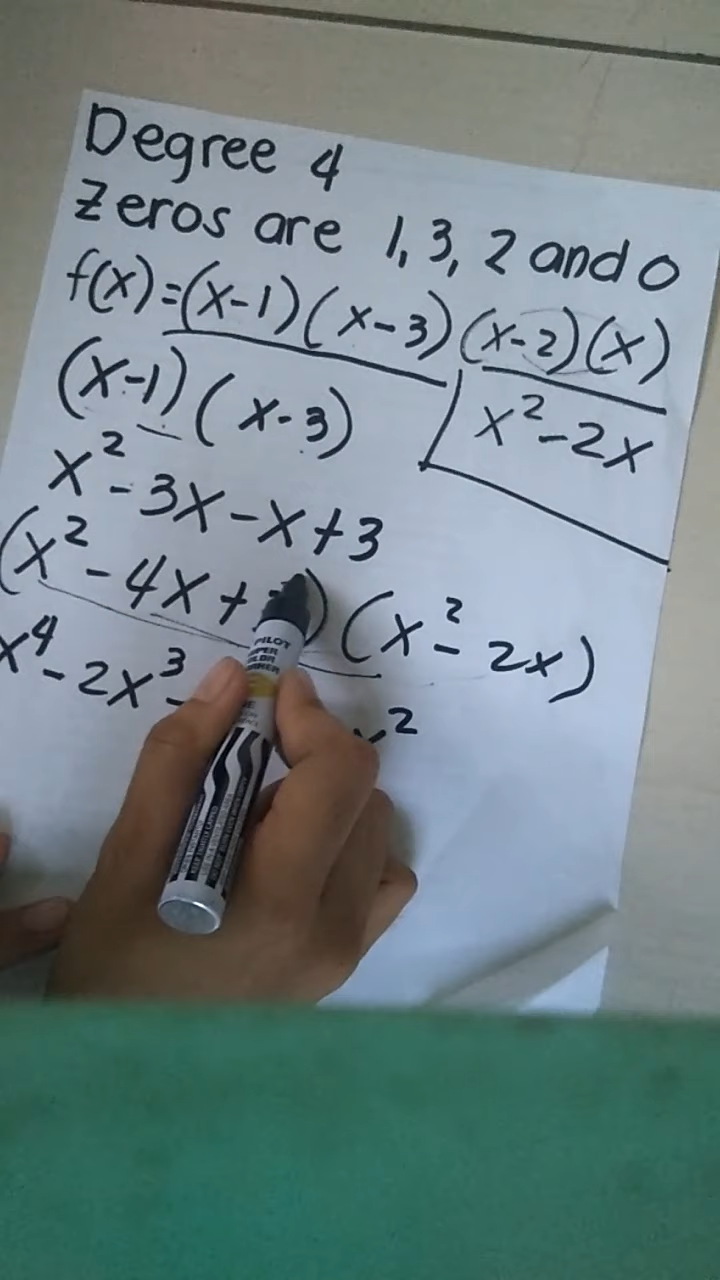 Degree 4
Zeros are 1, 3, 2 and 0
f(x)=(x-1)(x-3)(x-2)(x)
(x-1)(x-3)
x²-2x
x²-3x-x+3
(x²-4x+ )(x²-2x)
x⁴-2x³- x²
PILOT